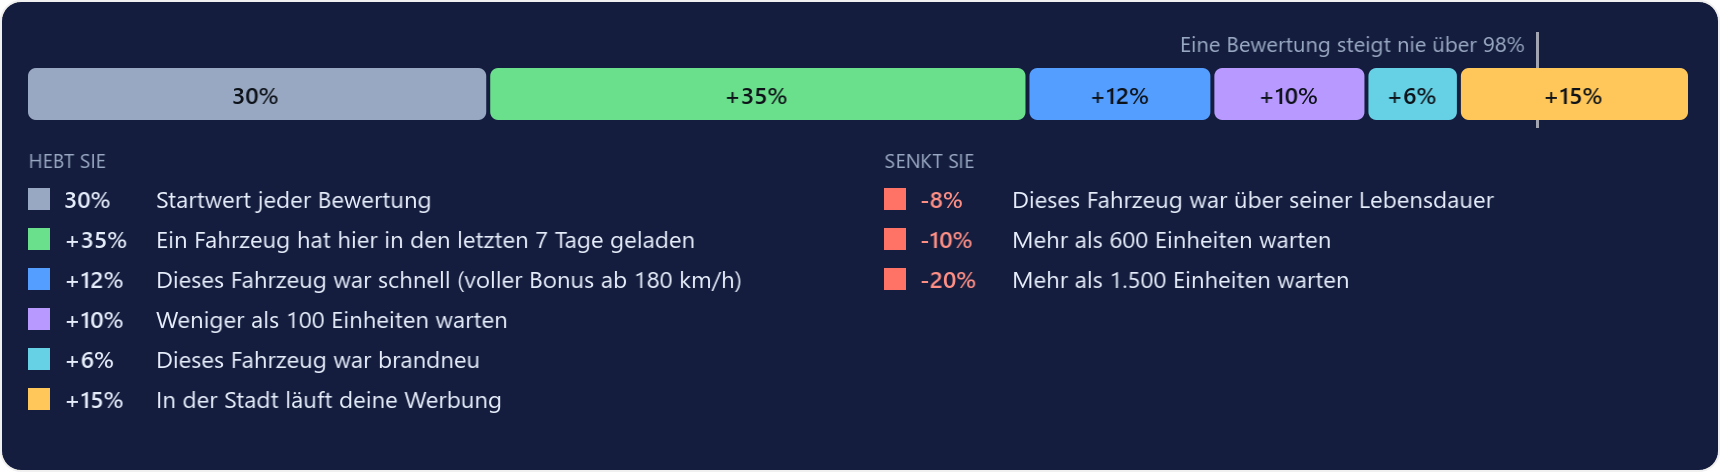 Eine Bewertung steigt nie über 98%
30% +35% +12% +10% +6% +15%
HEBT SIE
30% Startwert jeder Bewertung
+35% Ein Fahrzeug hat hier in den letzten 7 Tage geladen
+12% Dieses Fahrzeug war schnell (voller Bonus ab 180 km/h)
+10% Weniger als 100 Einheiten warten
+6% Dieses Fahrzeug war brandneu
+15% In der Stadt läuft deine Werbung
SENKT SIE
-8% Dieses Fahrzeug war über seiner Lebensdauer
-10% Mehr als 600 Einheiten warten
-20% Mehr als 1.500 Einheiten warten